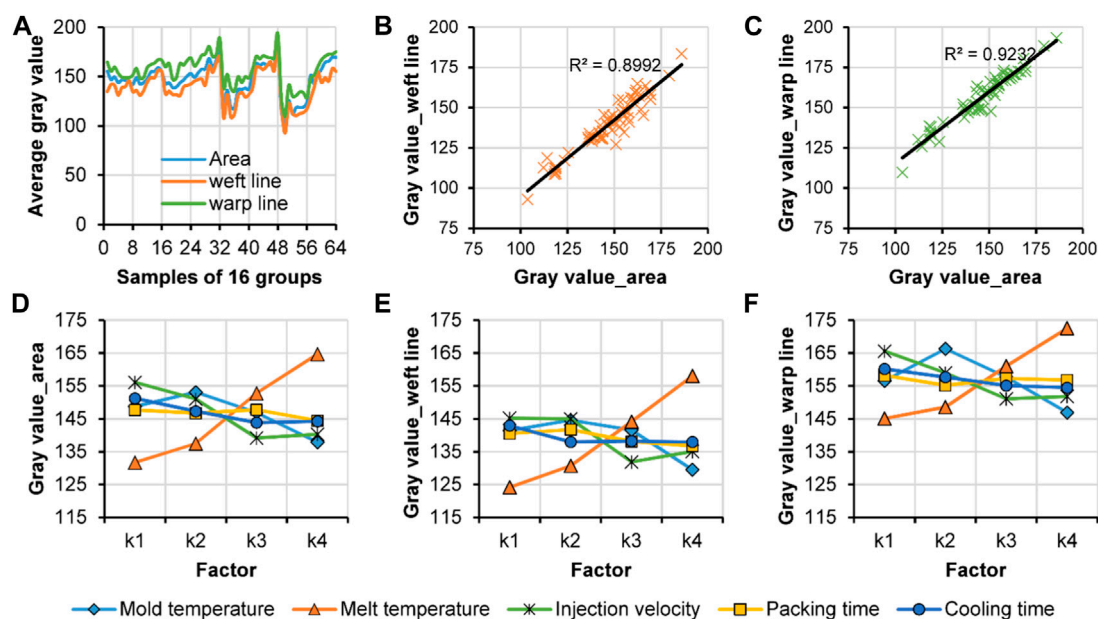 A
Average gray value
200
150
100
50
0
Area
weft line
warp line
0 8 16 24 32 40 48 56 64
Samples of 16 groups
B
Gray value_weft line
200
175
150
125
100
75
R² = 0.8992
75 100 125 150 175 200
Gray value_area
C
Gray value_warp line
200
175
150
125
100
75
R² = 0.9232
75 100 125 150 175 200
Gray value_area
D
Gray value_area
175
165
155
145
135
125
115
k1 k2 k3 k4
Factor
E
Gray value_weft line
175
165
155
145
135
125
115
k1 k2 k3 k4
Factor
F
Gray value_warp line
175
165
155
145
135
125
115
k1 k2 k3 k4
Factor
Mold temperature Melt temperature Injection velocity Packing time Cooling time